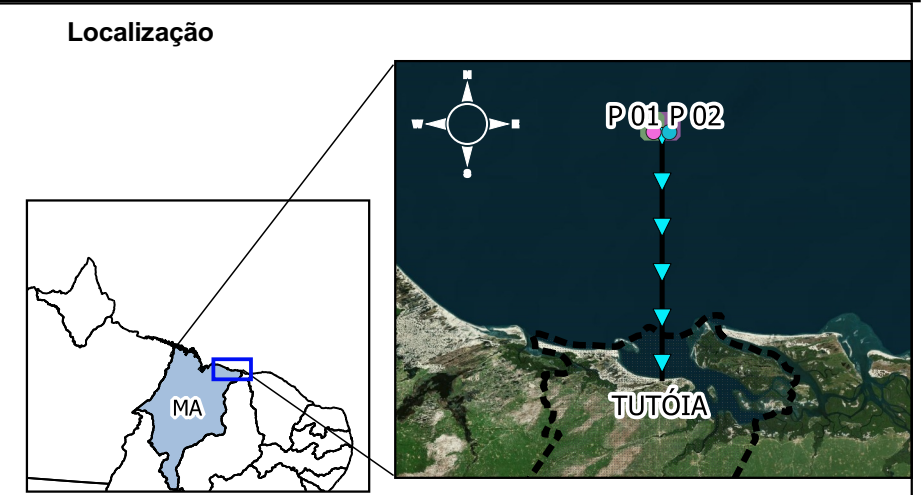 Localização
N
W E
S
P 01 P 02
TUTÓIA
MA